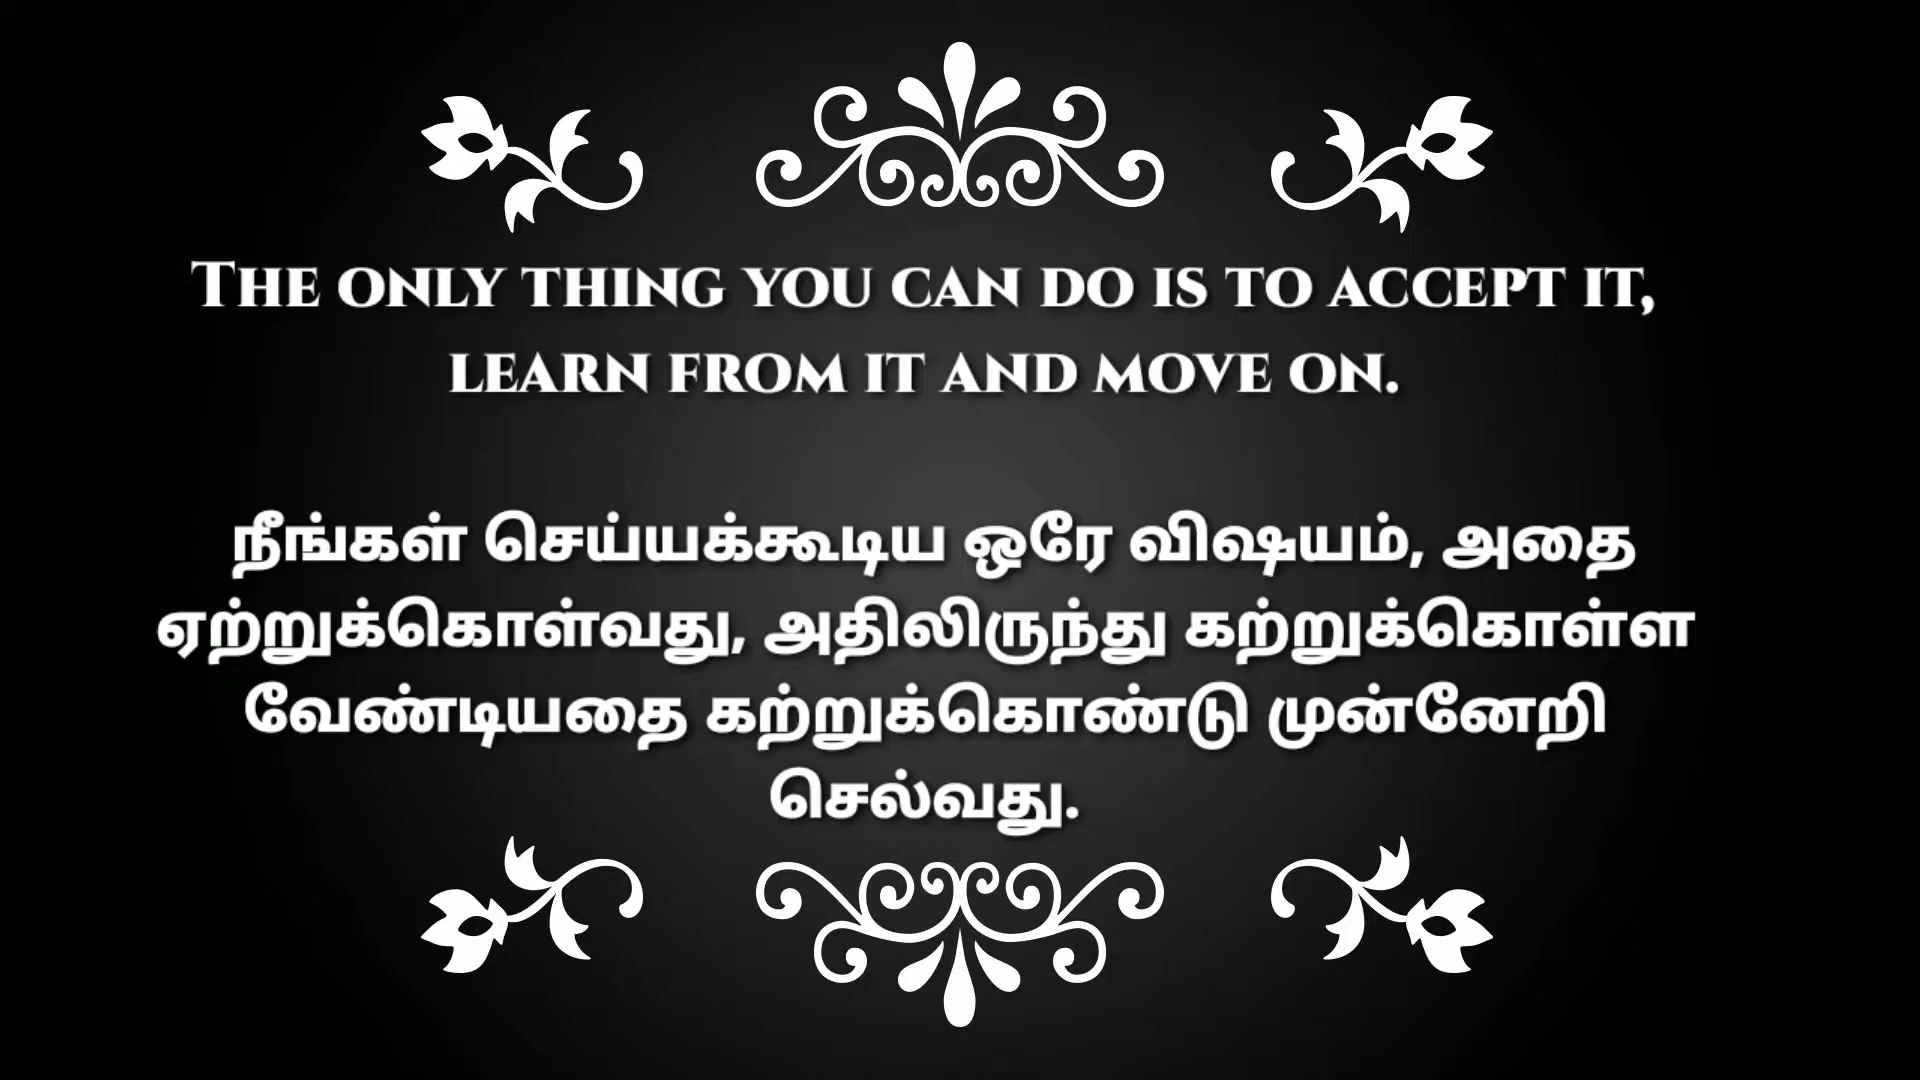 The only thing you can do is to accept it,
learn from it and move on.
நீங்கள் செய்யக்கூடிய ஒரே விஷயம், அதை
ஏற்றுக்கொள்வது, அதிலிருந்து கற்றுக்கொள்ள
வேண்டியதை கற்றுக்கொண்டு முன்னேறி
செல்வது.